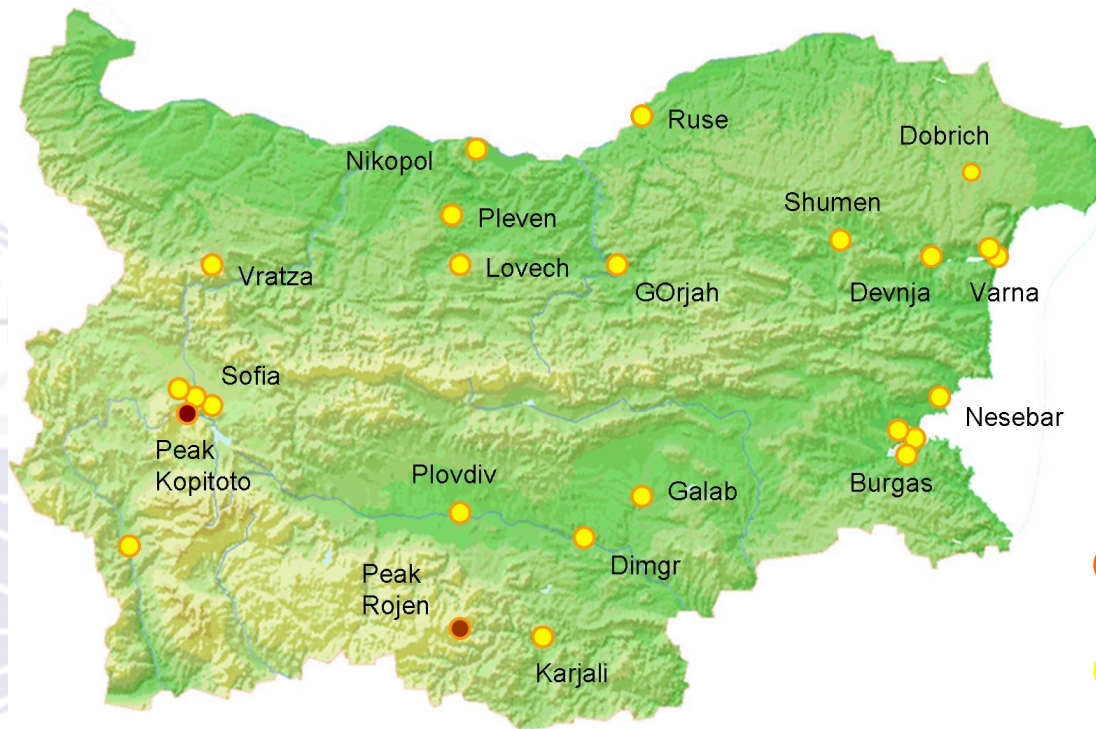 Ruse
Dobrich
Nikopol
Shumen
Pleven
Lovech
Vratza
GOrjah
Devnja
Varna
Sofia
Nesebar
Peak
Kopitoto
Plovdiv
Galab
Burgas
Dimgr
Peak
Rojen
Karjali